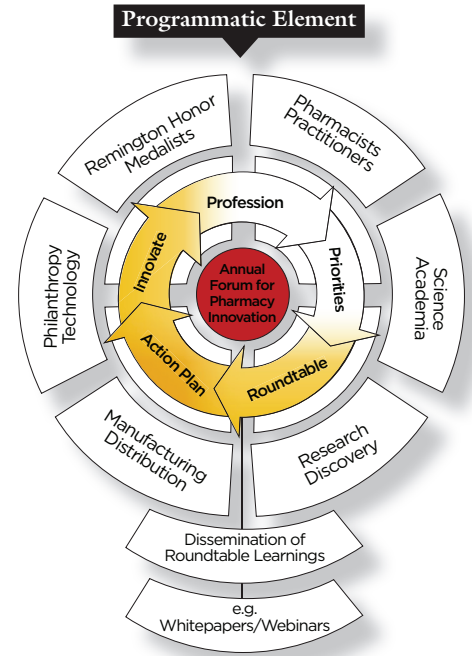 Programmatic Element
Remington Honor
Medalists
Pharmacists
Practitioners
Philanthropy
Technology
Science
Academia
Manufacturing
Distribution
Research
Discovery
Profession
Priorities
Roundtable
Action Plan
Innovate
Annual
Forum for
Pharmacy
Innovation
Dissemination of
Roundtable Learnings
e.g.
Whitepapers/Webinars